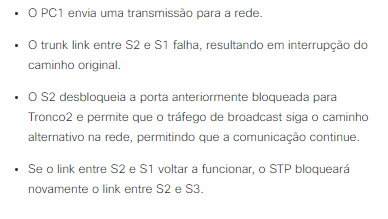 • O PC1 envia uma transmissão para a rede.
• O trunk link entre S2 e S1 falha, resultando em interrupção do
caminho original.
• O S2 desbloqueia a porta anteriormente bloqueada para
Tronco2 e permite que o tráfego de broadcast siga o caminho
alternativo na rede, permitindo que a comunicação continue.
• Se o link entre S2 e S1 voltar a funcionar, o STP bloqueará
novamente o link entre S2 e S3.